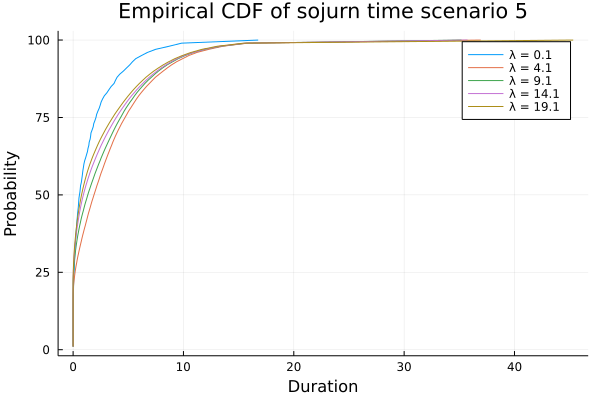 Empirical CDF of sojurn time scenario 5
100
75
50
25
0
Probability
λ = 0.1
λ = 4.1
λ = 9.1
λ = 14.1
λ = 19.1
0 10 20 30 40
Duration